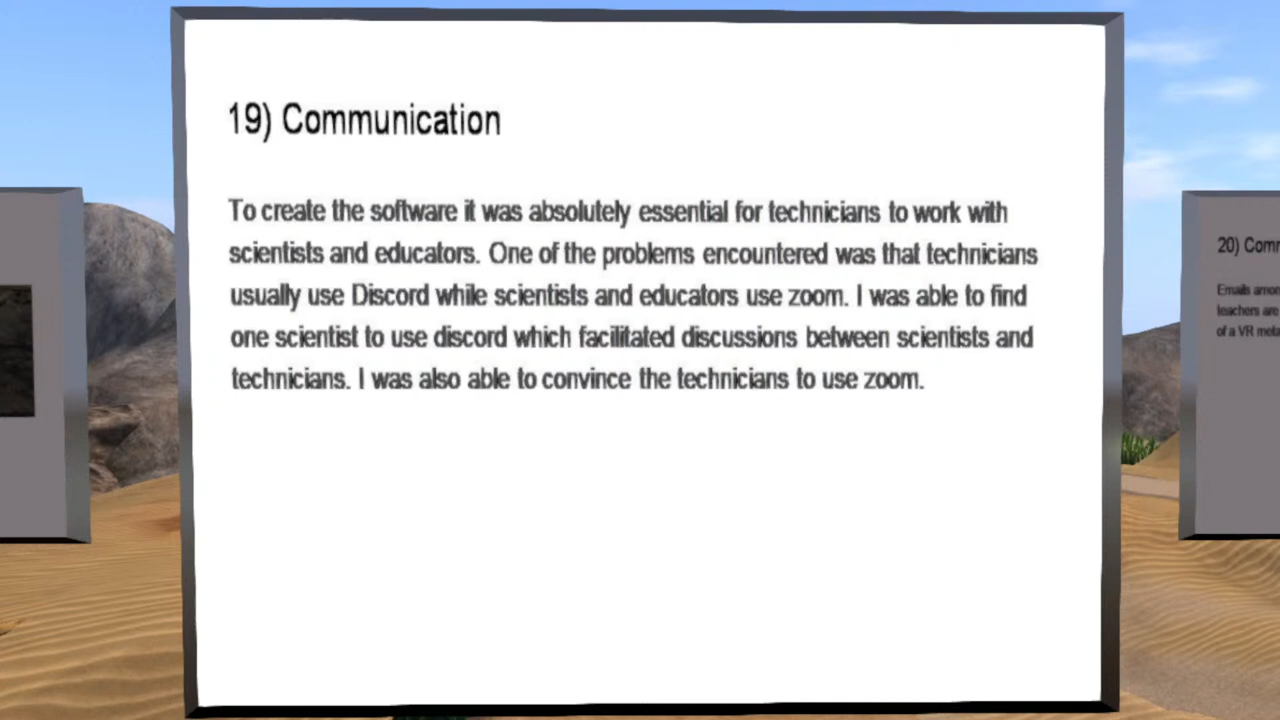 19) Communication
To create the software it was absolutely essential for technicians to work with
scientists and educators. One of the problems encountered was that technicians
usually use Discord while scientists and educators use zoom. I was able to find
one scientist to use discord which facilitated discussions between scientists and
technicians. I was also able to convince the technicians to use zoom.
20)
Emails
teachers are
of a VR